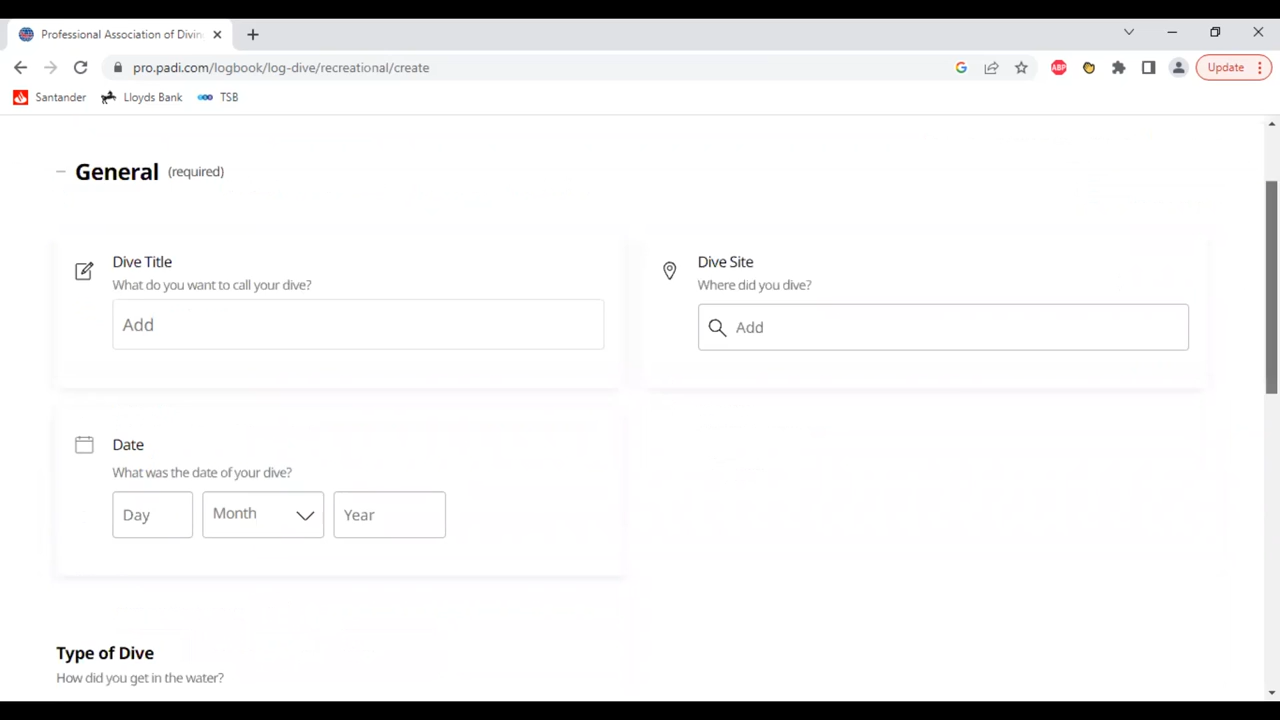 Professional Association of Divin
pro.padi.com/logbook/log-dive/recreational/create
ABP
Update
Santander
Lloyds Bank
TSB
General (required)
Dive Title
What do you want to call your dive?
Add
Dive Site
Where did you dive?
Add
Date
What was the date of your dive?
Day
Month
Year
Type of Dive
How did you get in the water?